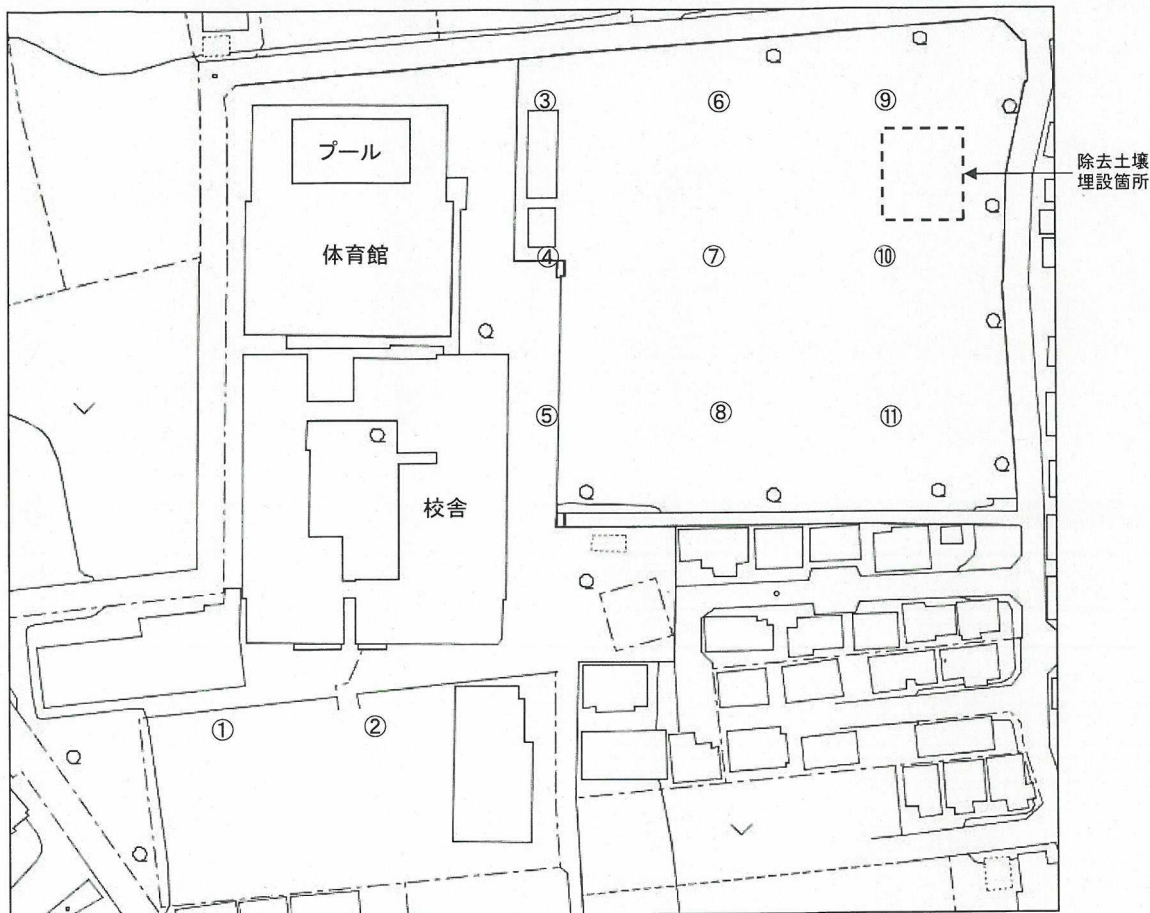 ③
⑥
⑨
プール
除去土壌
埋設箇所
体育館
④
⑦
⑩
⑤
⑧
⑪
校舎
①
②